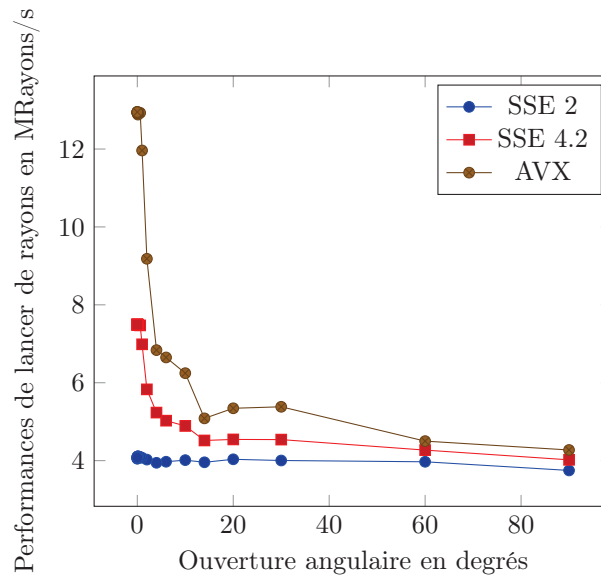 Performances de lancer de rayons en MRayons/s
12
10
8
6
4
0 20 40 60 80
Ouverture angulaire en degrés
SSE 2
SSE 4.2
AVX